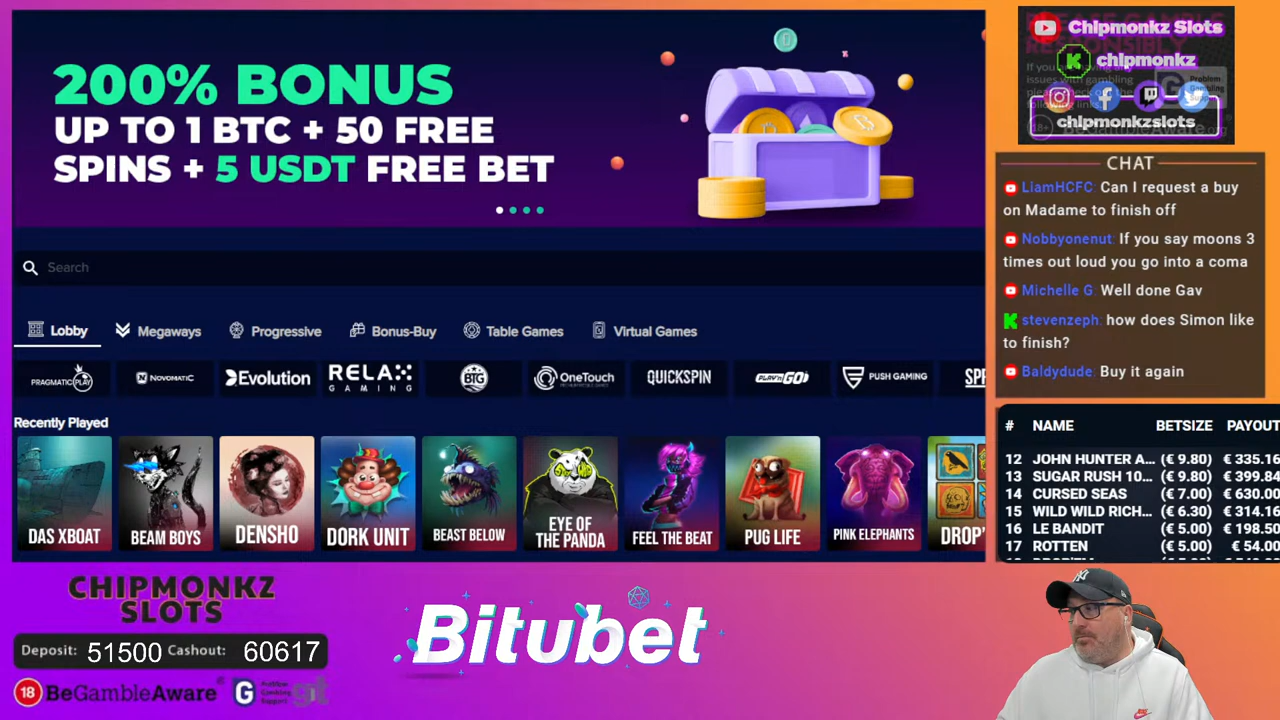 200% BONUS
UP TO 1 BTC + 50 FREE
SPINS + 5 USDT FREE BET
Search
Lobby
Megaways
Progressive
Bonus-Buy
Table Games
Virtual Games
PRAGMATIC PLAY
NOVOMATIC
Evolution
RELAX
GAMING
BTG
OneTouch
QUICKSPIN
PLAY'N GO
PUSH GAMING
Recently Played
DAS XBOAT
BEAM BOYS
DENSHO
DORK UNIT
BEAST BELOW
EYE OF
THE PANDA
FEEL THE BEAT
PUG LIFE
PINK ELEPHANTS
DROP'
Chipmonkz Slots
chipmonkz
chipmonkzslots
CHAT
LiamHCFC: Can I request a buy
on Madame to finish off
Nobbyonenut: If you say moons 3
times out loud you go into a coma
Michelle G: Well done Gav
stevenzeph: how does Simon like
to finish?
Baldydude: Buy it again
# NAME BETSIZE PAYOUT
12 JOHN HUNTER A... (€ 9.80) € 335.16
13 SUGAR RUSH 10... (€ 9.80) € 399.84
14 CURSED SEAS (€ 7.00) € 630.00
15 WILD WILD RICH... (€ 6.30) € 314.16
16 LE BANDIT (€ 5.00) € 198.50
17 ROTTEN (€ 5.00) € 54.00
CHIPMONKZ
SLOTS
Deposit: 51500 Cashout: 60617
18 BeGambleAware
Bitubet